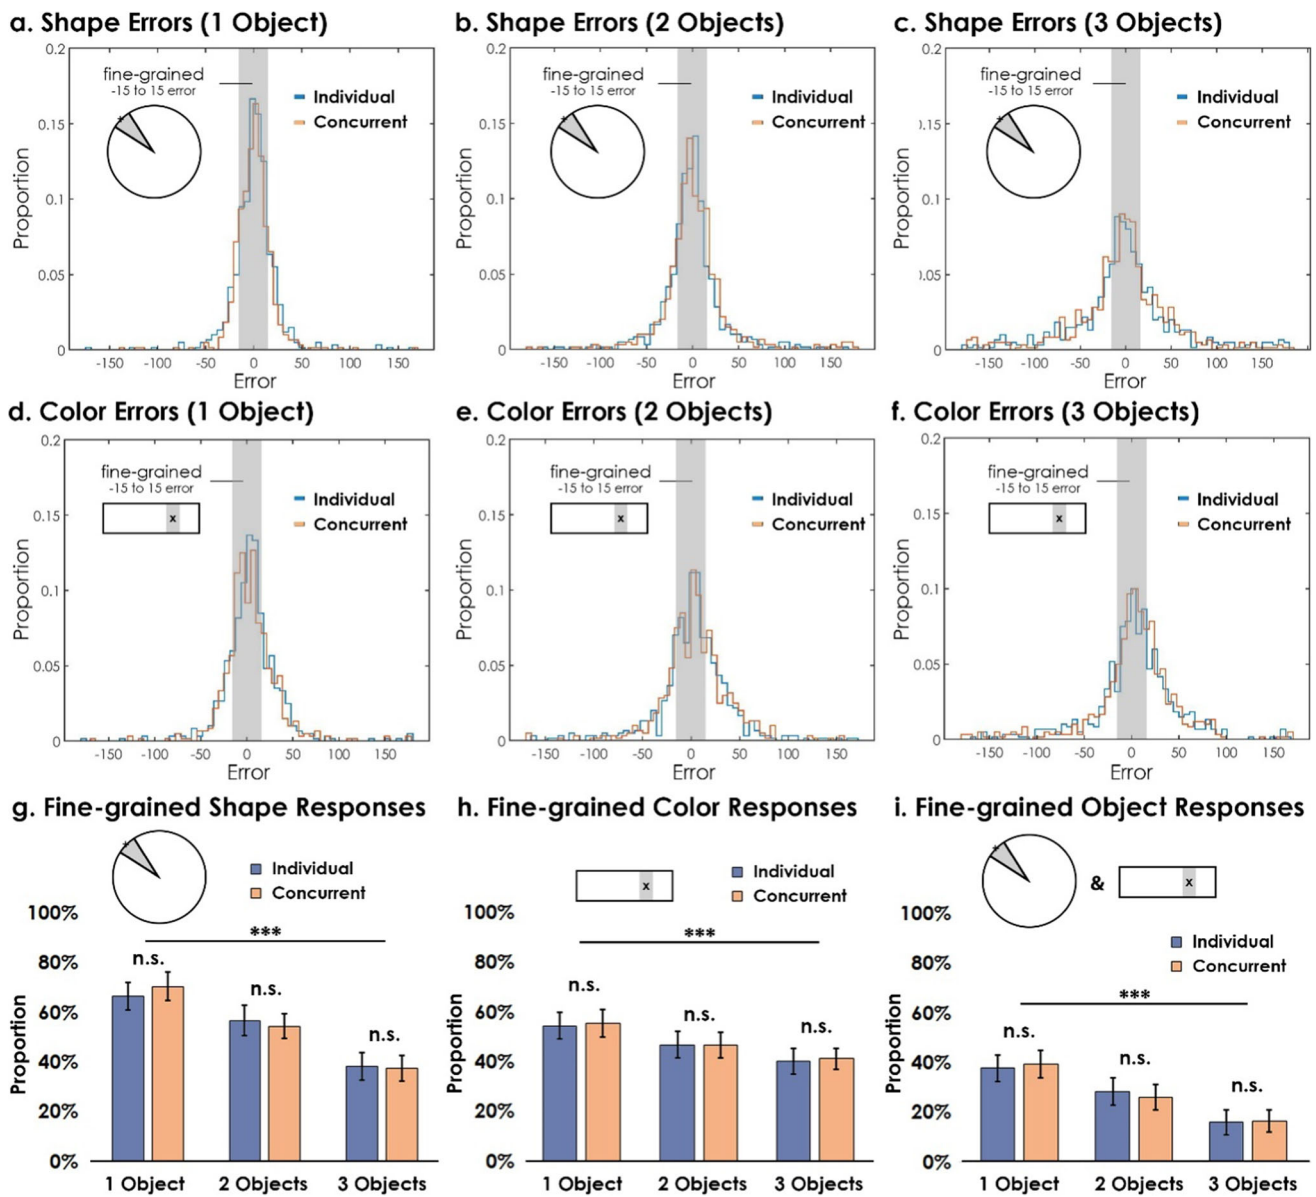 a. Shape Errors (1 Object)
0.2
fine-grained
-15 to 15 error
Individual
Concurrent
0.15
0.1
0.05
0
Proportion
-150 -100 -50 0 50 100 150
Error
b. Shape Errors (2 Objects)
0.2
fine-grained
-15 to 15 error
Individual
Concurrent
0.15
0.1
0.05
0
Proportion
-150 -100 -50 0 50 100 150
Error
c. Shape Errors (3 Objects)
0.2
fine-grained
-15 to 15 error
Individual
Concurrent
0.15
0.1
).05
0
Proportion
-150 -100 -50 0 50 100 150
Error
d. Color Errors (1 Object)
0.2
fine-grained
-15 to 15 error
x
Individual
Concurrent
0.15
0.1
0.05
0
Proportion
-150 -100 -50 0 50 100 150
Error
e. Color Errors (2 Objects)
0.2
fine-grained
-15 to 15 error
x
Individual
Concurrent
0.15
0.1
0.05
0
Proportion
-150 -100 -50 0 50 100 150
Error
f. Color Errors (3 Objects)
0.2
fine-grained
-15 to 15 error
x
Individual
Concurrent
0.15
0.1
0.05
0
Proportion
-150 -100 -50 0 50 100 150
Error
g. Fine-grained Shape Responses
Individual
Concurrent
100%
80%
60%
40%
20%
0%
Proportion
***
n.s.
n.s.
n.s.
1 Object 2 Objects 3 Objects
h. Fine-grained Color Responses
x
Individual
Concurrent
100%
80%
60%
40%
20%
0%
Proportion
***
n.s.
n.s.
n.s.
1 Object 2 Objects 3 Objects
i. Fine-grained Object Responses
& x
Individual
Concurrent
100%
80%
60%
40%
20%
0%
Proportion
***
n.s.
n.s.
n.s.
1 Object 2 Objects 3 Objects